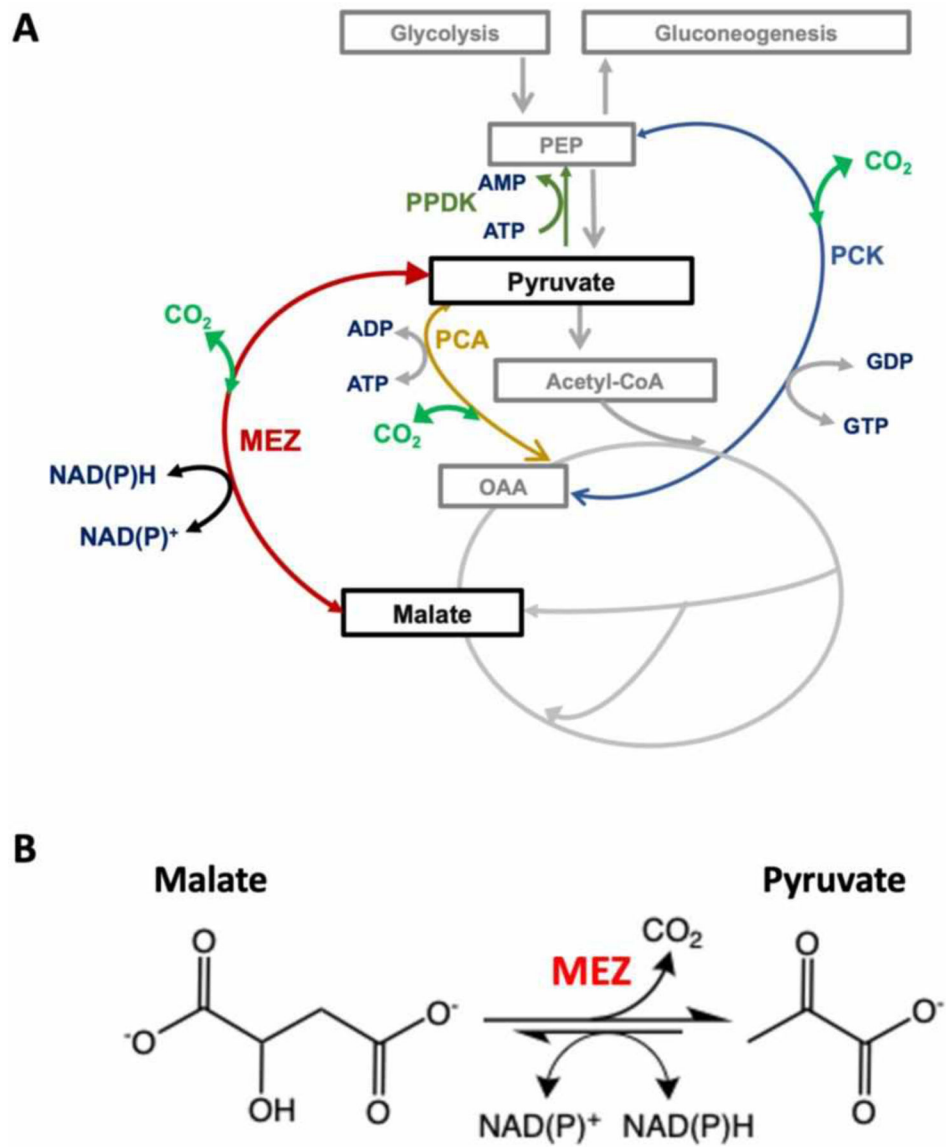 A
Glycolysis
Gluconeogenesis
PEP
CO₂
AMP
PPDK
ATP
PCK
Pyruvate
CO₂
ADP
PCA
ATP
Acetyl-CoA
GDP
CO₂
GTP
MEZ
NAD(P)H
OAA
NAD(P)⁺
Malate
B
Malate
Pyruvate
CO₂
MEZ
O
O
⁻O
O⁻
O⁻
OH
O
O
NAD(P)⁺
NAD(P)H